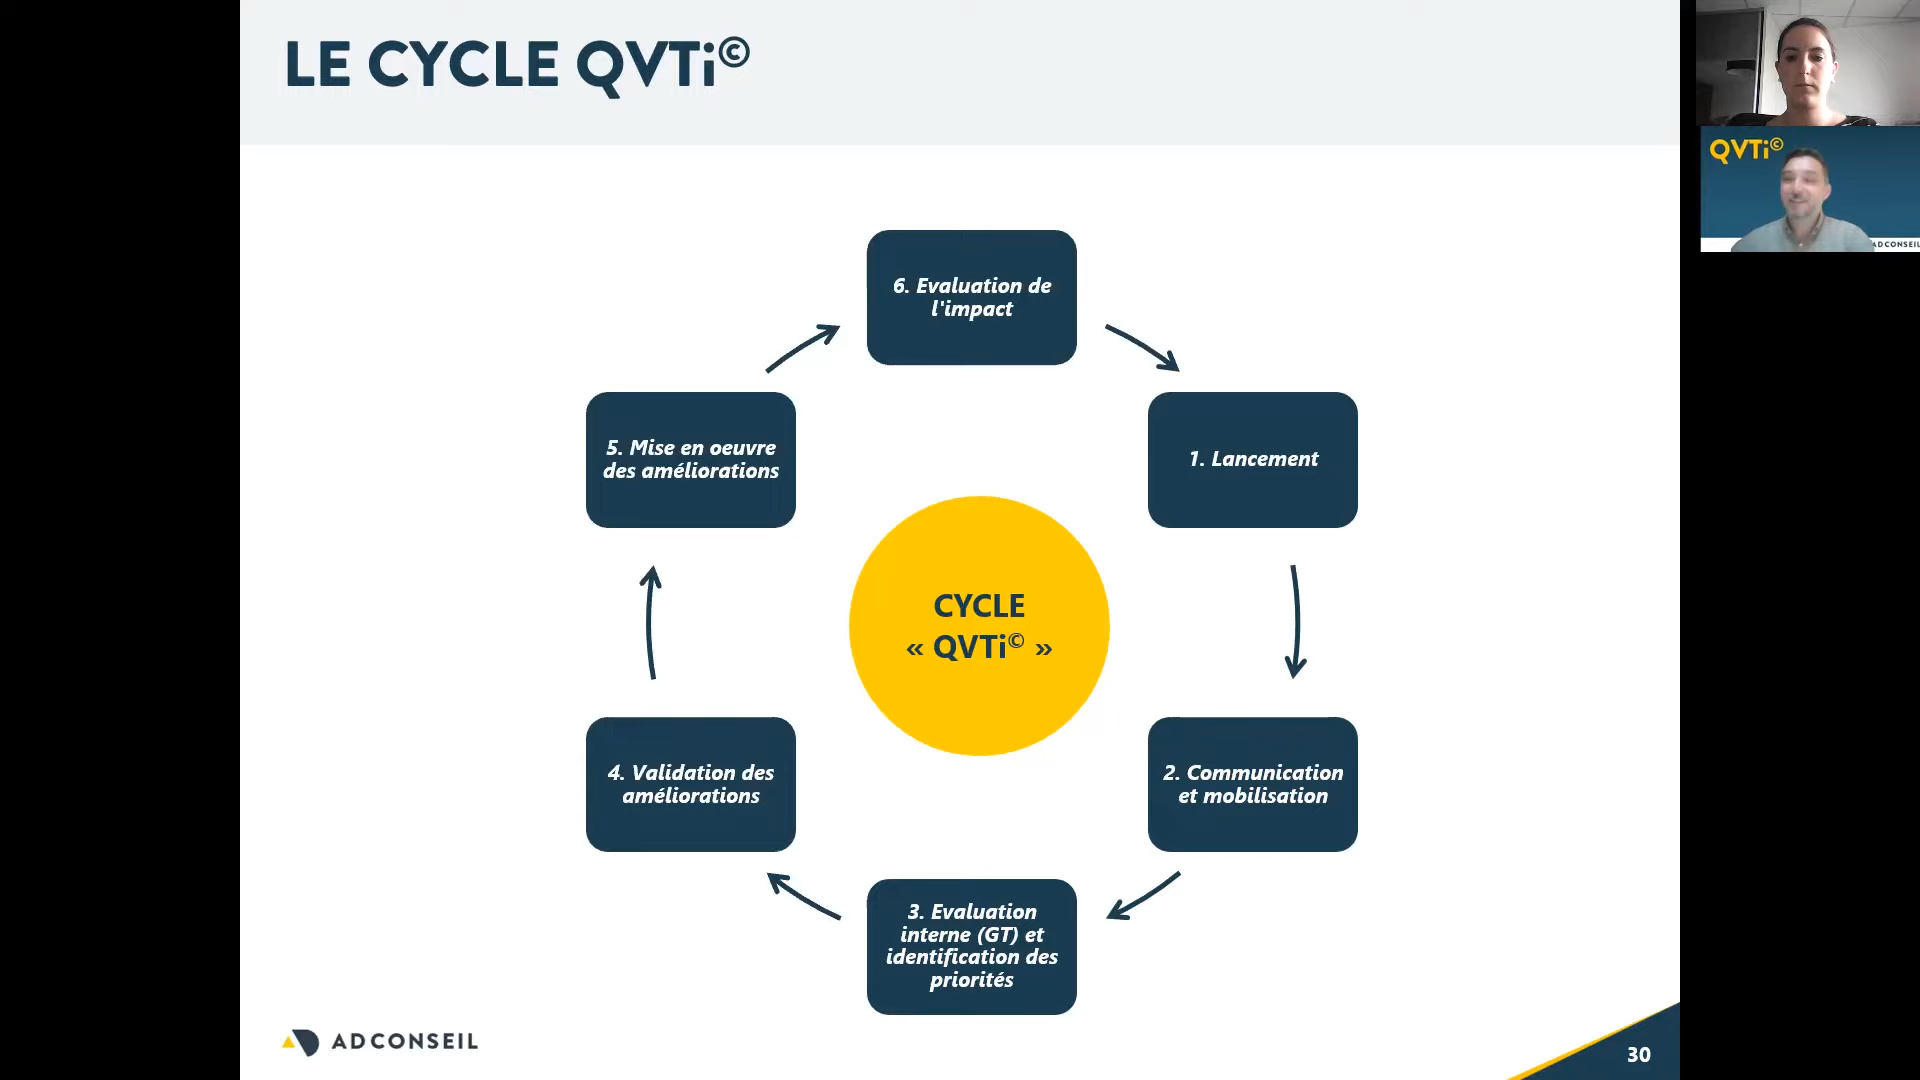 LE CYCLE QVTi©
QVTi©
ADCONSEIL
6. Evaluation de
l'impact
5. Mise en oeuvre
des améliorations
1. Lancement
CYCLE
« QVTi© »
4. Validation des
améliorations
2. Communication
et mobilisation
3. Evaluation
interne (GT) et
identification des
priorités
ADCONSEIL
30